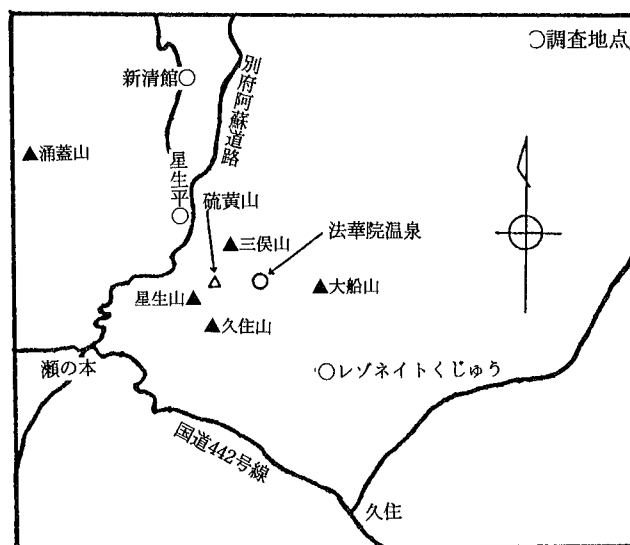 ○調査地点
新清館○
別府阿蘇道路
▲涌蓋山
星生平
○
硫黄山
▲三俣山
法華院温泉
△
○
星生山▲
▲大船山
▲久住山
瀬の本
○レゾネイトくじゅう
国道442号線
久住